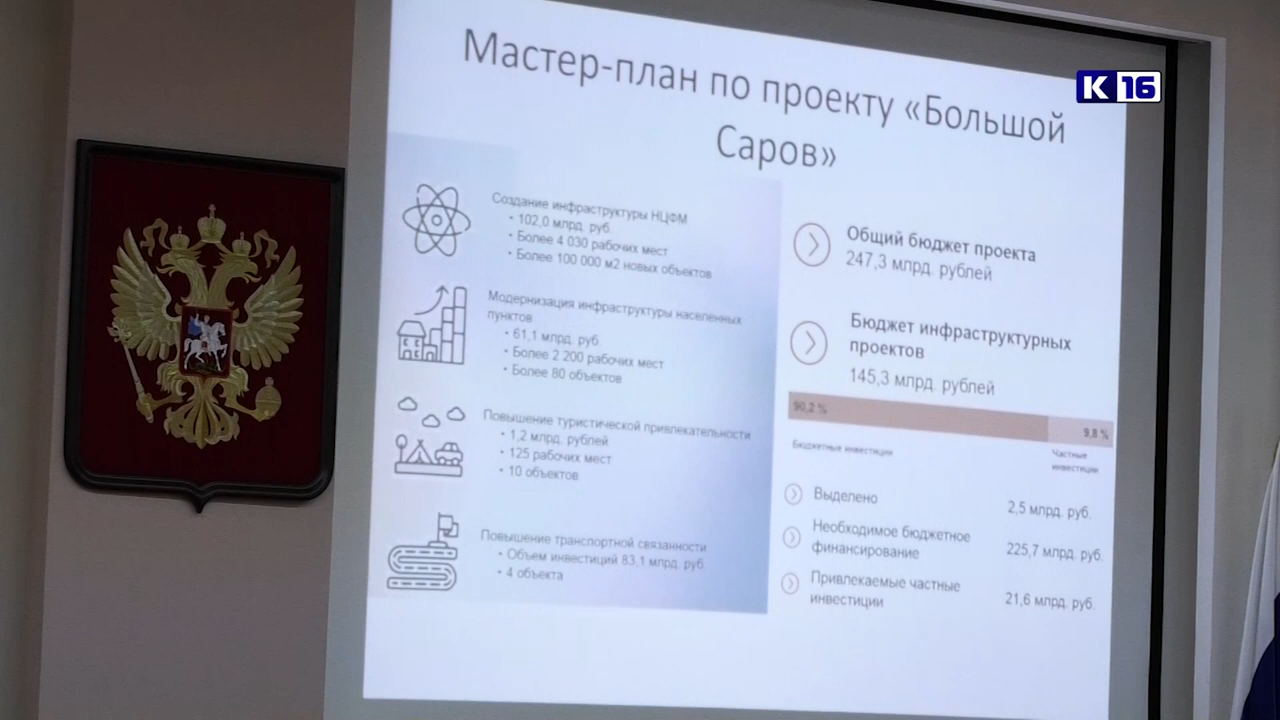 К 16
Мастер-план по проекту «Большой
Саров»
Создание инфраструктуры НЦФМ
• 102,0 млрд. руб.
• Более 4 030 рабочих мест
• Более 100 000 м2 новых объектов
Модернизация инфраструктуры населенных
пунктов
• 61,1 млрд. руб
• Более 2 200 рабочих мест
• Более 80 объектов
Повышение туристической привлекательности
• 1,2 млрд. рублей
• 125 рабочих мест
• 10 объектов
Повышение транспортной связанности
• Объем инвестиций 83,1 млрд. руб
• 4 объекта
Общий бюджет проекта
247,3 млрд. рублей
Бюджет инфраструктурных
проектов
145,3 млрд. рублей
90,2 %
9,8 %
Бюджетные инвестиции
Частные
инвестиции
Выделено
2,5 млрд. руб.
Необходимое бюджетное
финансирование
225,7 млрд. руб.
Привлекаемые частные
инвестиции
21,6 млрд. руб.